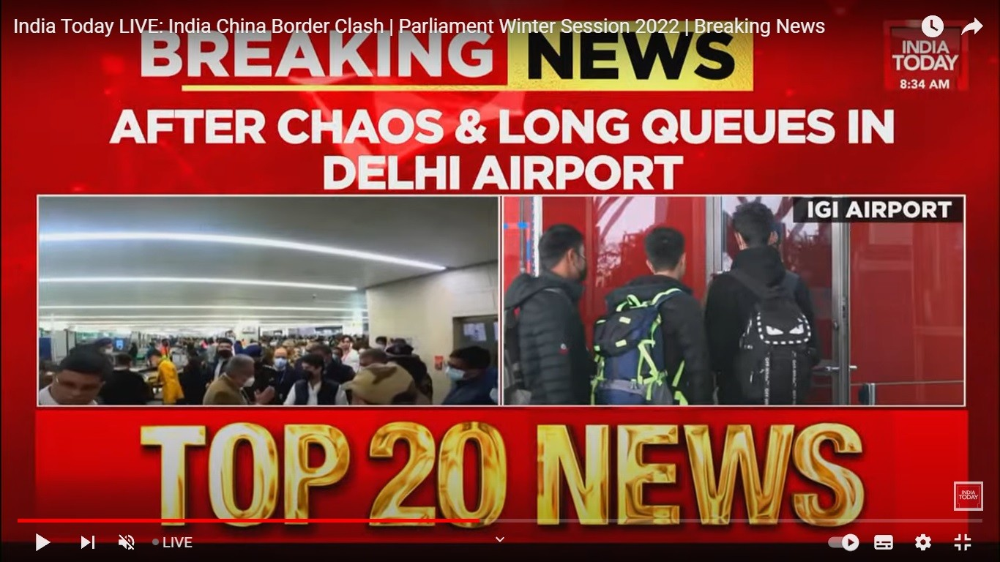 India Today LIVE: India China Border Clash | Parliament Winter Session 2022 | Breaking News
BREAKING NEWS
INDIA
TODAY
8:34 AM
AFTER CHAOS & LONG QUEUES IN
DELHI AIRPORT
IGI AIRPORT
TOP 20 NEWS
INDIA
TODAY
LIVE